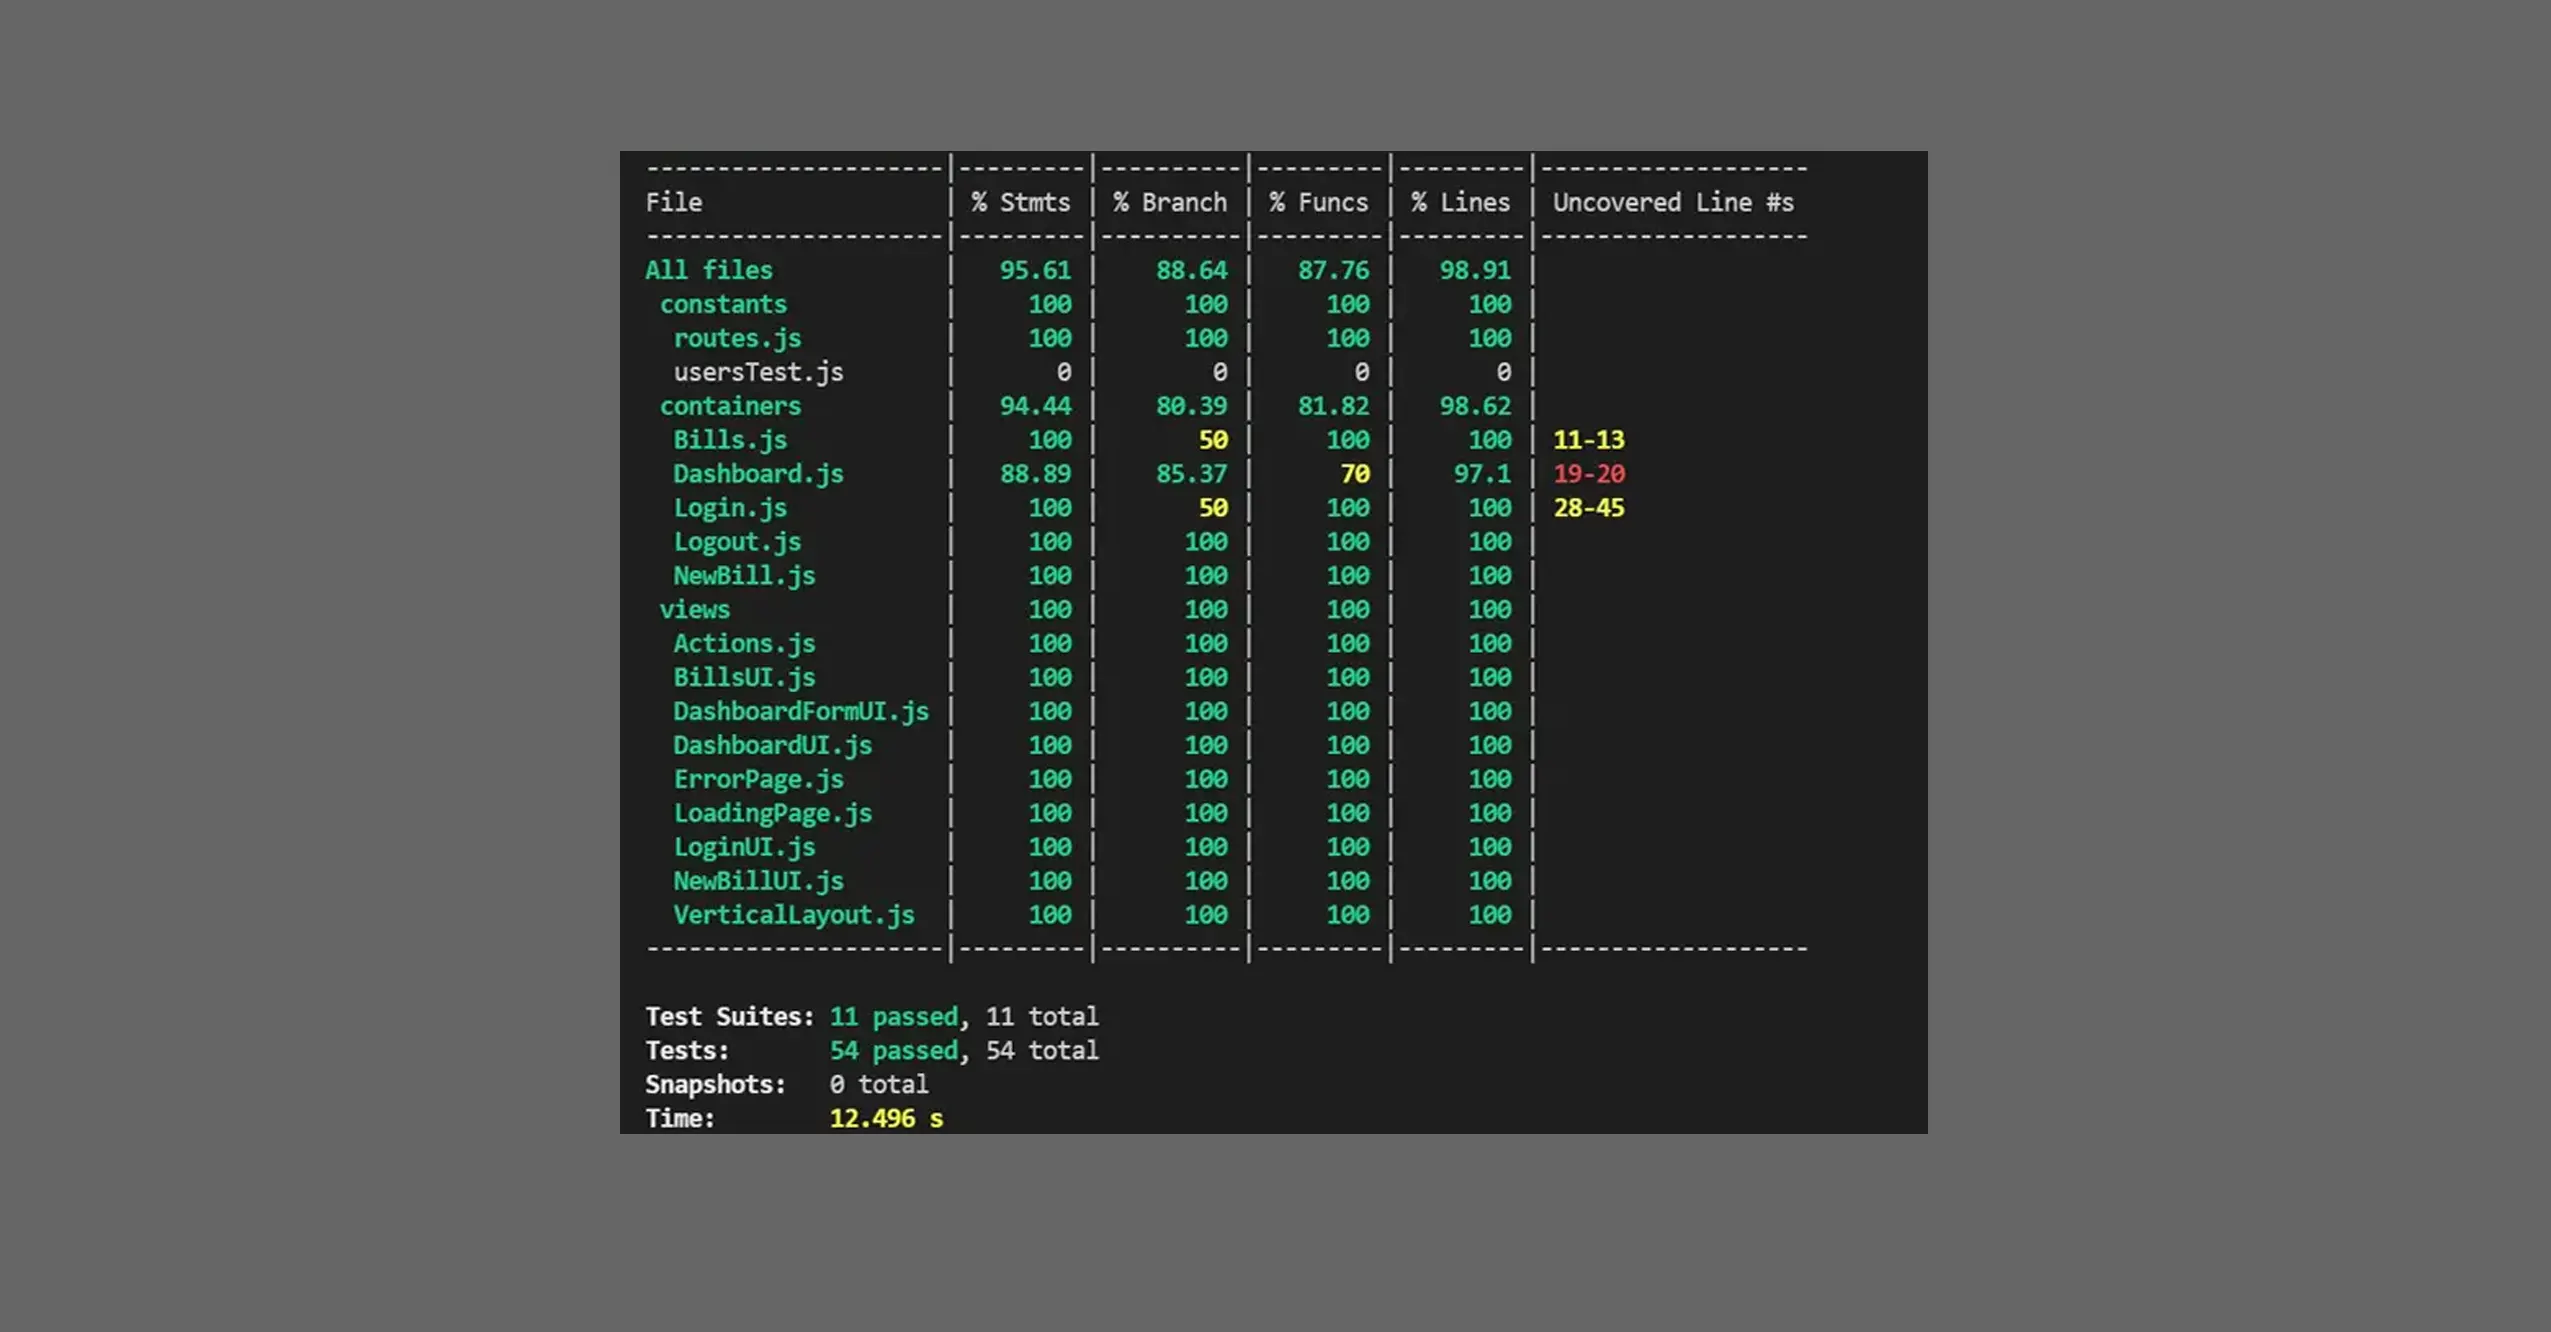 ---------------------|---------|----------|---------|---------|-------------------
File                 | % Stmts | % Branch | % Funcs | % Lines | Uncovered Line #s
---------------------|---------|----------|---------|---------|-------------------
All files            |   95.61 |    88.64 |   87.76 |   98.91 |
 constants           |     100 |      100 |     100 |     100 |
  routes.js          |     100 |      100 |     100 |     100 |
  usersTest.js       |       0 |        0 |       0 |       0 |
 containers          |   94.44 |    80.39 |   81.82 |   98.62 |
  Bills.js           |     100 |       50 |     100 |     100 | 11-13
  Dashboard.js       |   88.89 |    85.37 |      70 |    97.1 | 19-20
  Login.js           |     100 |       50 |     100 |     100 | 28-45
  Logout.js          |     100 |      100 |     100 |     100 |
  NewBill.js         |     100 |      100 |     100 |     100 |
 views               |     100 |      100 |     100 |     100 |
  Actions.js         |     100 |      100 |     100 |     100 |
  BillsUI.js         |     100 |      100 |     100 |     100 |
  DashboardFormUI.js |     100 |      100 |     100 |     100 |
  DashboardUI.js     |     100 |      100 |     100 |     100 |
  ErrorPage.js       |     100 |      100 |     100 |     100 |
  LoadingPage.js     |     100 |      100 |     100 |     100 |
  LoginUI.js         |     100 |      100 |     100 |     100 |
  NewBillUI.js       |     100 |      100 |     100 |     100 |
  VerticalLayout.js  |     100 |      100 |     100 |     100 |
---------------------|---------|----------|---------|---------|-------------------
Test Suites: 11 passed, 11 total
Tests:       54 passed, 54 total
Snapshots:   0 total
Time:        12.496 s